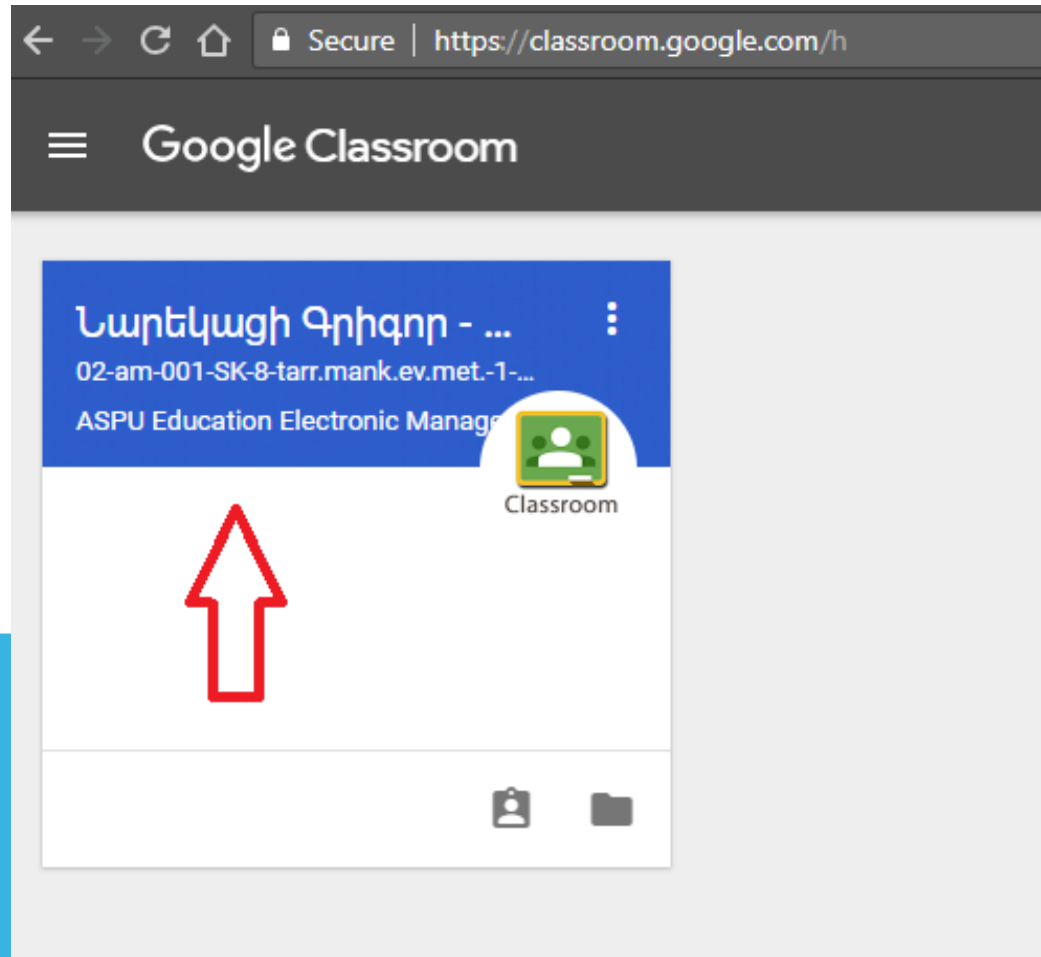 Secure | https://classroom.google.com/h
Google Classroom
Նարեկացի Գրիգոր - ...
02-am-001-SK-8-tarr.mank.ev.met.-1-...
ASPU Education Electronic Manage
Classroom